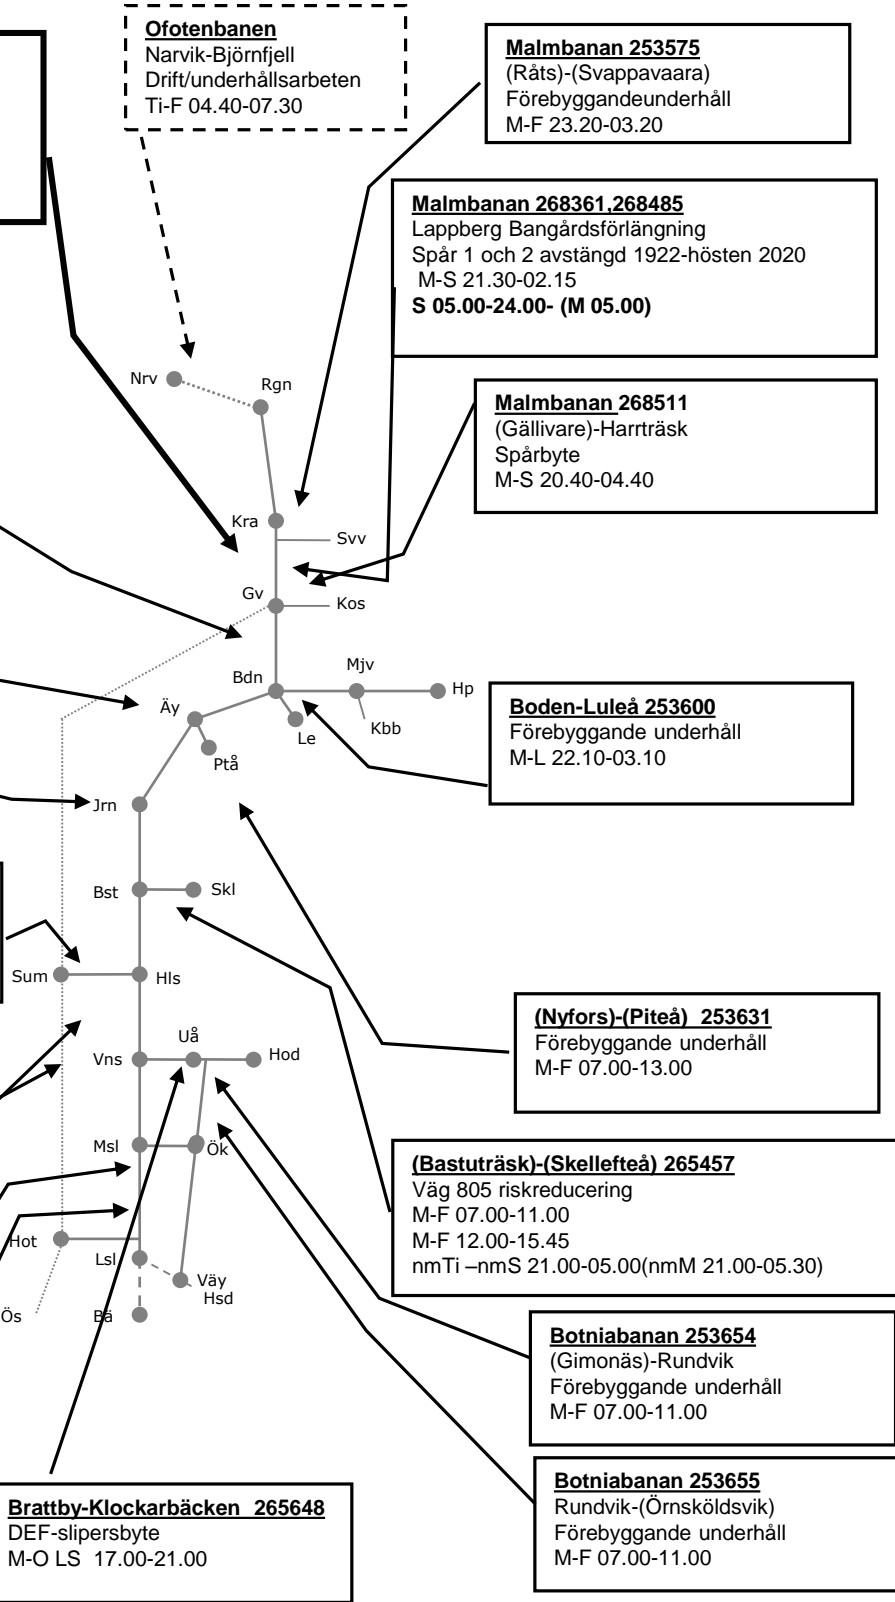 Ofotenbanen
Narvik-Björnfjell
Drift/underhållsarbeten
Ti-F 04.40-07.30
Malmbanan 253575
(Råts)-(Svappavaara)
Förebyggandeunderhåll
M-F 23.20-03.20
Malmbanan 268361,268485
Lappberg Bangårdsförlängning
Spår 1 och 2 avstängd 1922-hösten 2020
M-S 21.30-02.15
S 05.00-24.00- (M 05.00)
Malmbanan 268511
(Gällivare)-Harrträsk
Spårbyte
M-S 20.40-04.40
Nrv
Rgn
Kra
Svv
Gv
Kos
Bdn
Mjv
Hp
Äy
Le
Kbb
Ptå
Boden-Luleå 253600
Förebyggande underhåll
M-L 22.10-03.10
Jrn
Bst
Skl
Sum
Hls
Uå
Vns
Hod
(Nyfors)-(Piteå) 253631
Förebyggande underhåll
M-F 07.00-13.00
Msl
Ök
(Bastuträsk)-(Skellefteå) 265457
Väg 805 riskreducering
M-F 07.00-11.00
M-F 12.00-15.45
nmTi –nmS 21.00-05.00(nmM 21.00-05.30)
Hot
Lsl
Väy
Hsd
Ös
Bä
Botniabanan 253654
(Gimonäs)-Rundvik
Förebyggande underhåll
M-F 07.00-11.00
Botniabanan 253655
Rundvik-(Örnsköldsvik)
Förebyggande underhåll
M-F 07.00-11.00
Brattby-Klockarbäcken 265648
DEF-slipersbyte
M-O LS 17.00-21.00